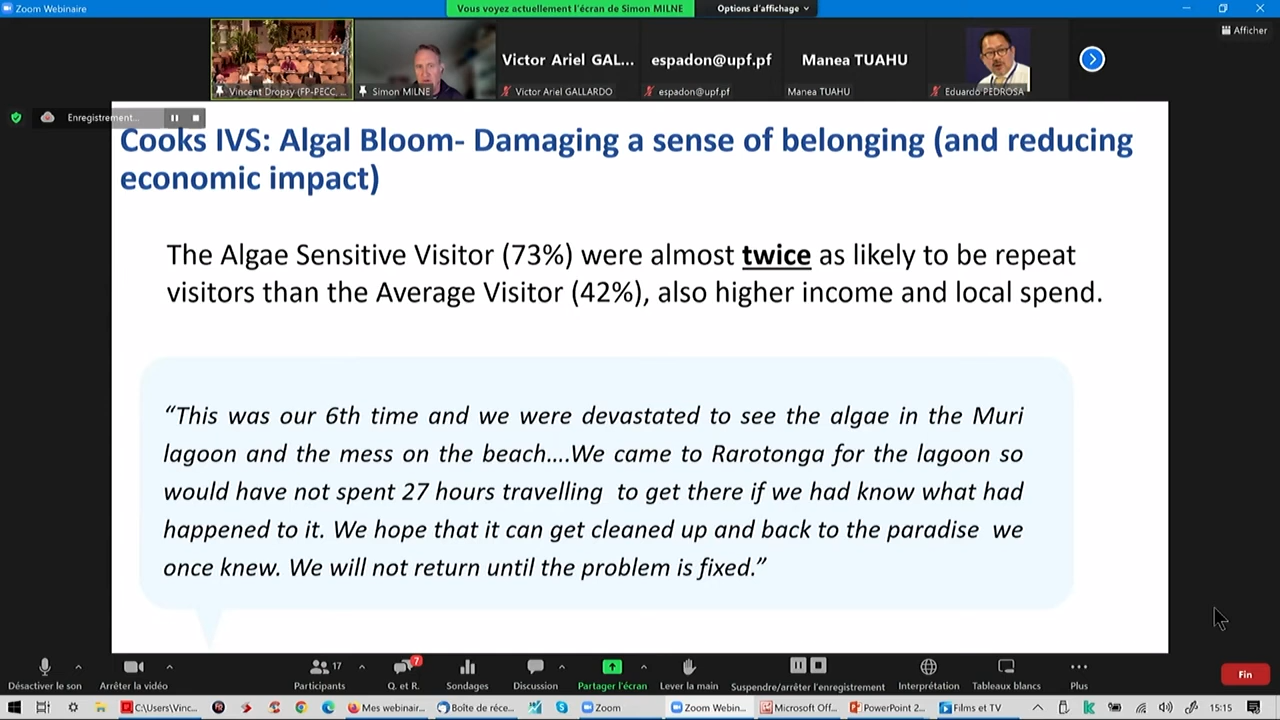 Zoom Webinaire
Vous voyez actuellement l'écran de Simon MILNE
Options d'affichage
Afficher
Vincent Dropsy (FP-PECC, ...
Simon MILNE
Victor Ariel GAL...
Victor Ariel GALLARDO
espadon@upf.pf
espadon@upf.pf
Manea TUAHU
Manea TUAHU
Eduardo PEDROSA
Enregistrement...
Cooks IVS: Algal Bloom- Damaging a sense of belonging (and reducing
economic impact)
The Algae Sensitive Visitor (73%) were almost twice as likely to be repeat
visitors than the Average Visitor (42%), also higher income and local spend.
“This was our 6th time and we were devastated to see the algae in the Muri
lagoon and the mess on the beach....We came to Rarotonga for the lagoon so
would have not spent 27 hours travelling to get there if we had know what had
happened to it. We hope that it can get cleaned up and back to the paradise we
once knew. We will not return until the problem is fixed.”
Désactiver le son
Arrêter la vidéo
17
Participants
7
Q. et R.
Sondages
Discussion
Partager l'écran
Lever la main
Suspendre/arrêter l'enregistrement
Interprétation
Tableaux blancs
Plus
Fin
C:\Users\Vinc...
Mes webinair...
Boîte de réce...
Zoom
Zoom Webin...
Microsoft Off...
PowerPoint 2...
Films et TV
15:15